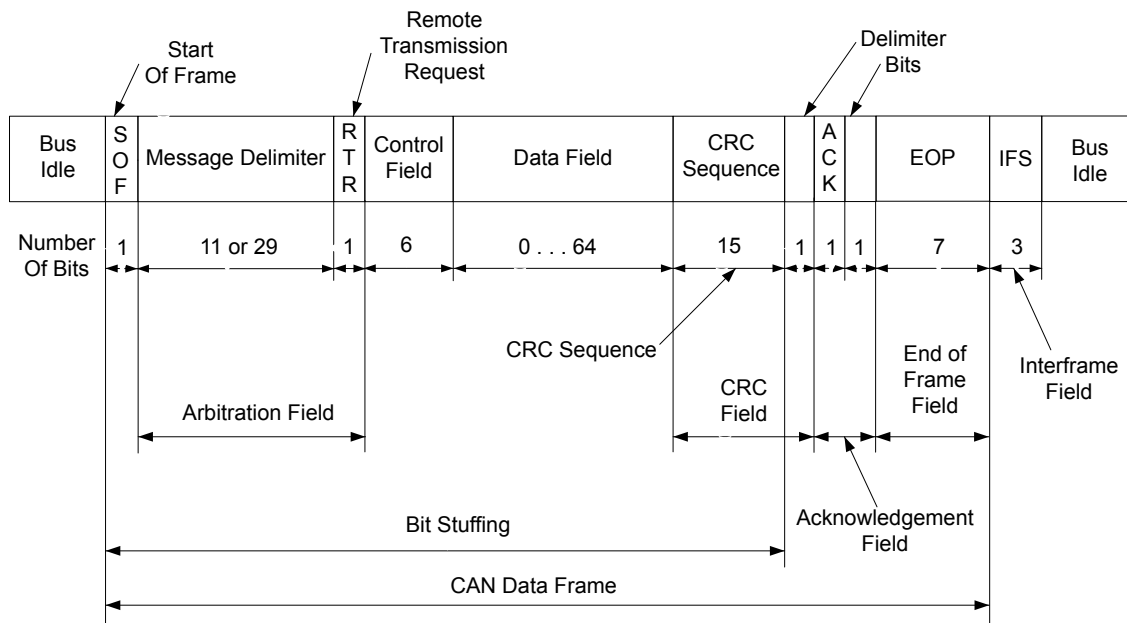 Start
Of Frame
Remote
Transmission
Request
Delimiter
Bits
Bus
Idle
S
O
F
Message Delimiter
R
T
R
Control
Field
Data Field
CRC
Sequence
A
C
K
EOP
IFS
Bus
Idle
Number
Of Bits
1
11 or 29
1
6
0 . . . 64
15
1
1
1
7
3
CRC Sequence
Arbitration Field
CRC
Field
End of
Frame
Field
Interframe
Field
Acknowledgement
Field
Bit Stuffing
CAN Data Frame